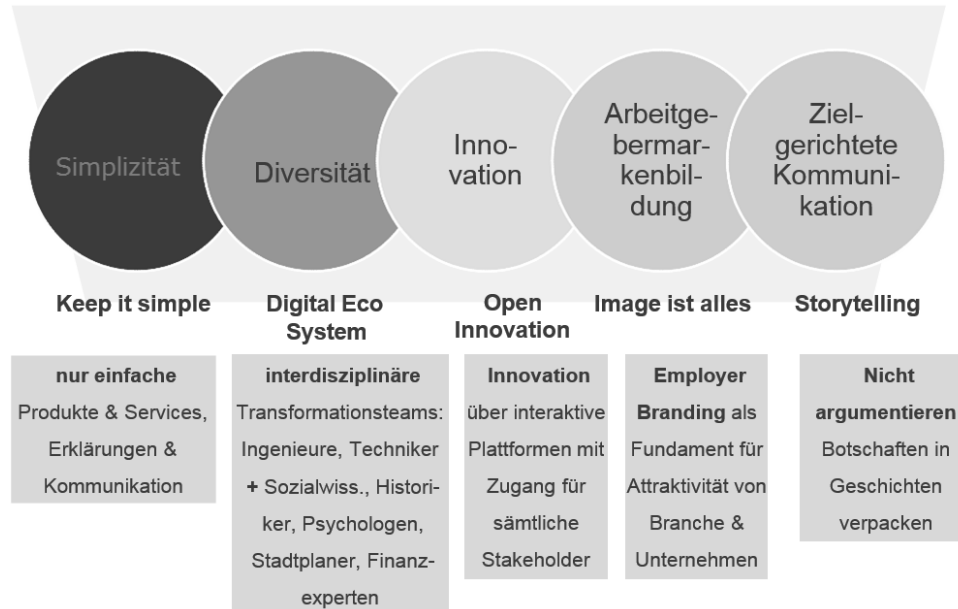 Simplizität
Diversität
Inno-
vation
Arbeitge-
bermar-
kenbil-
dung
Ziel-
gerichtete
Kommuni-
kation
Keep it simple
Digital Eco
System
Open
Innovation
Image ist alles
Storytelling
nur einfache
Produkte & Services,
Erklärungen &
Kommunikation
interdisziplinäre
Transformationsteams:
Ingenieure, Techniker
+ Sozialwiss., Histori-
ker, Psychologen,
Stadtplaner, Finanz-
experten
Innovation
über interaktive
Plattformen mit
Zugang für
sämtliche
Stakeholder
Employer
Branding als
Fundament für
Attraktivität von
Branche &
Unternehmen
Nicht
argumentieren
Botschaften in
Geschichten
verpacken